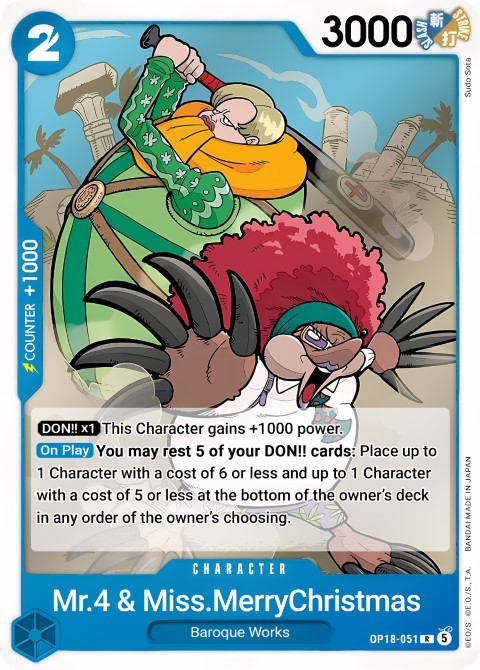 2
3000
斬
SLASH
打
STRIKE
Sudo Sota
COUNTER +1000
DON!! x1 This Character gains +1000 power.
On Play You may rest 5 of your DON!! cards: Place up to
1 Character with a cost of 6 or less and up to 1 Character
with a cost of 5 or less at the bottom of the owner's deck
in any order of the owner's choosing.
CHARACTER
Mr.4 & Miss.MerryChristmas
Baroque Works
OP18-051 R 5
©EO/S ©E.O./S., T.A. BANDAI MADE IN JAPAN